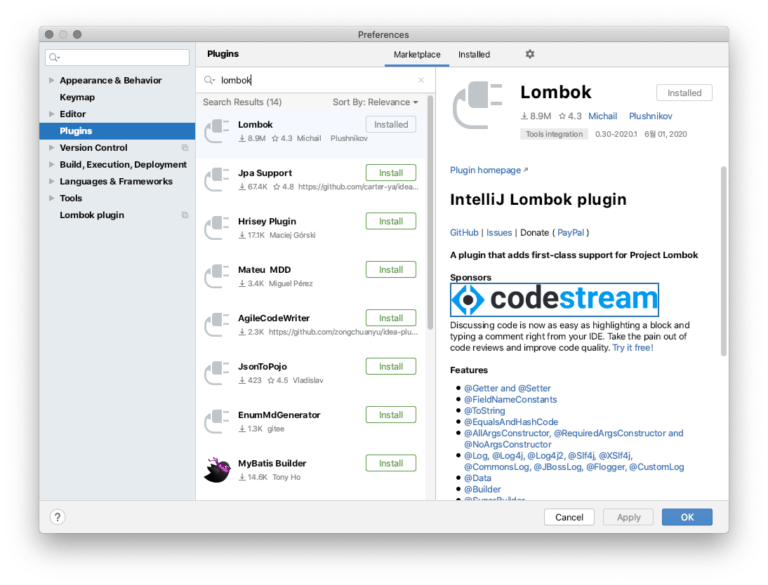 Preferences
Plugins
Marketplace
Installed
lombok
Appearance & Behavior
Keymap
Editor
Plugins
Version Control
Build, Execution, Deployment
Languages & Frameworks
Tools
Lombok plugin
Search Results (14)
Sort By: Relevance
Lombok
Installed
8.9M 4.3 Michail Plushnikov
Jpa Support
Install
67.4K 4.8 https://github.com/carter-ya/idea...
Hrisey Plugin
Install
17.1K Maciej Górski
Mateu MDD
Install
3.4K Miguel Pérez
AgileCodeWriter
Install
2.3K https://github.com/zongchuanyu/idea-plu...
JsonToPojo
Install
423 4.5 Vladislav
EnumMdGenerator
Install
1.3K gitee
MyBatis Builder
Install
14.6K Tony Ho
Lombok
Installed
8.9M 4.3 Michail Plushnikov
Tools integration 0.30-2020.1 6월 01, 2020
Plugin homepage
IntelliJ Lombok plugin
GitHub | Issues | Donate ( PayPal )
A plugin that adds first-class support for Project Lombok
Sponsors
codestream
Discussing code is now as easy as highlighting a block and
typing a comment right from your IDE. Take the pain out of
code reviews and improve code quality. Try it free!
Features
@Getter and @Setter
@FieldNameConstants
@ToString
@EqualsAndHashCode
@AllArgsConstructor, @RequiredArgsConstructor and
@NoArgsConstructor
@Log, @Log4j, @Log4j2, @Slf4j, @XSlf4j,
@CommonsLog, @JBossLog, @Flogger, @CustomLog
@Data
@Builder
@SuperBuilder
?
Cancel
Apply
OK